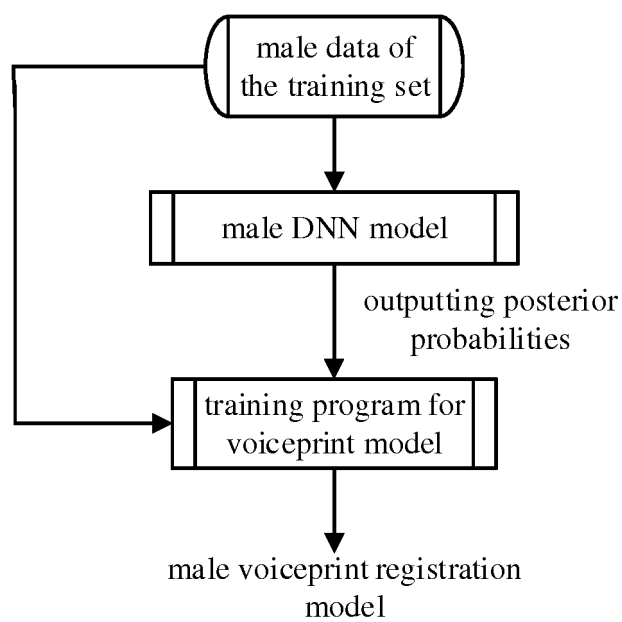 male data of
the training set
male DNN model
outputting posterior
probabilities
training program for
voiceprint model
male voiceprint registration
model